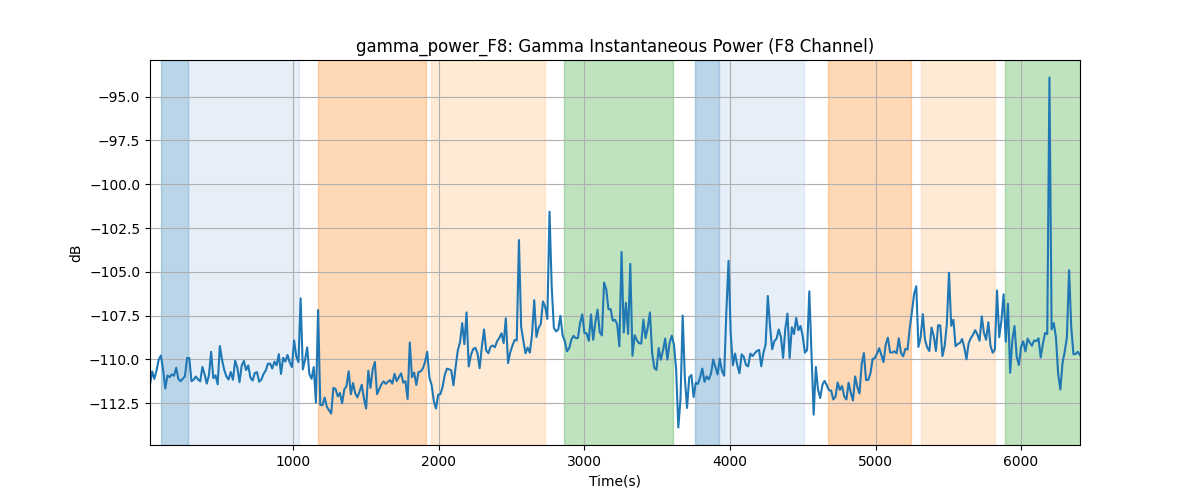 gamma_power_F8: Gamma Instantaneous Power (F8 Channel)
dB
−95.0
−97.5
−100.0
−102.5
−105.0
−107.5
−110.0
−112.5
1000 2000 3000 4000 5000 6000
Time(s)